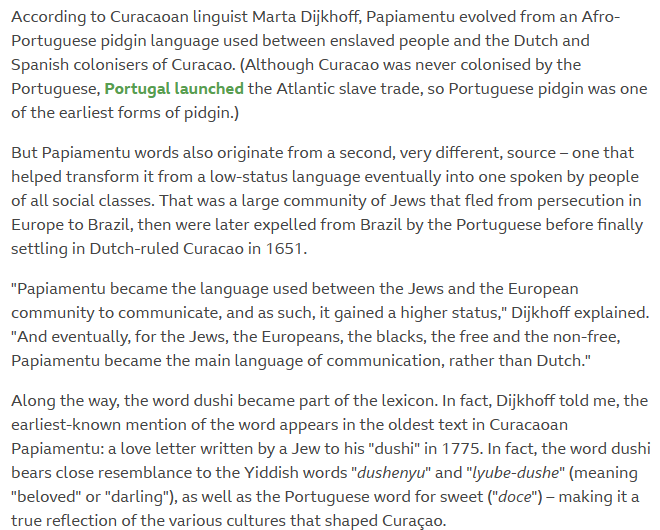 According to Curacaoan linguist Marta Dijkhoff, Papiamentu evolved from an Afro-
Portuguese pidgin language used between enslaved people and the Dutch and
Spanish colonisers of Curacao. (Although Curacao was never colonised by the
Portuguese, Portugal launched the Atlantic slave trade, so Portuguese pidgin was one
of the earliest forms of pidgin.)
But Papiamentu words also originate from a second, very different, source – one that
helped transform it from a low-status language eventually into one spoken by people
of all social classes. That was a large community of Jews that fled from persecution in
Europe to Brazil, then were later expelled from Brazil by the Portuguese before finally
settling in Dutch-ruled Curacao in 1651.
"Papiamentu became the language used between the Jews and the European
community to communicate, and as such, it gained a higher status," Dijkhoff explained.
"And eventually, for the Jews, the Europeans, the blacks, the free and the non-free,
Papiamentu became the main language of communication, rather than Dutch."
Along the way, the word dushi became part of the lexicon. In fact, Dijkhoff told me, the
earliest-known mention of the word appears in the oldest text in Curacaoan
Papiamentu: a love letter written by a Jew to his "dushi" in 1775. In fact, the word dushi
bears close resemblance to the Yiddish words "dushenyu" and "lyube-dushe" (meaning
"beloved" or "darling"), as well as the Portuguese word for sweet ("doce") – making it a
true reflection of the various cultures that shaped Curaçao.